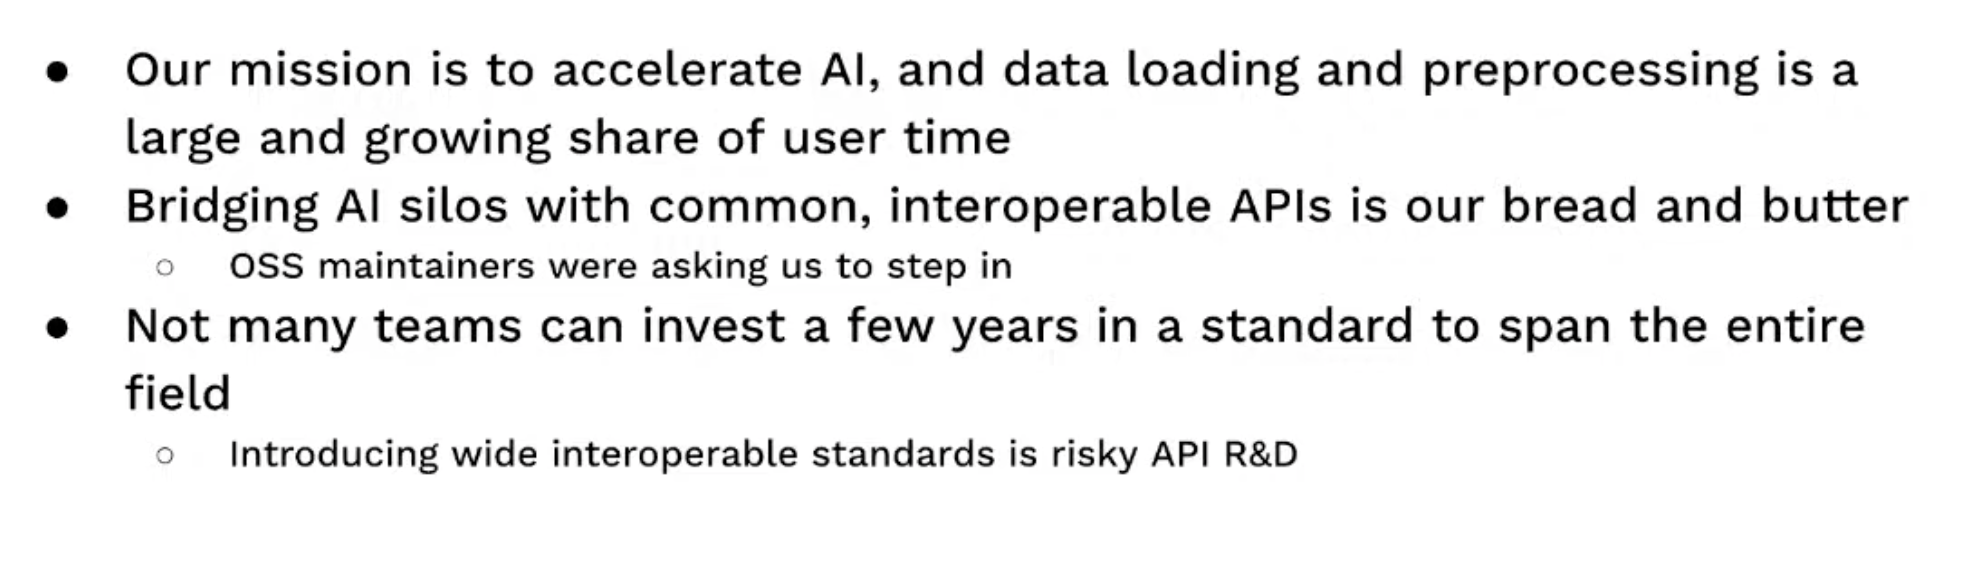 ● Our mission is to accelerate AI, and data loading and preprocessing is a
large and growing share of user time
● Bridging AI silos with common, interoperable APIs is our bread and butter
○ OSS maintainers were asking us to step in
● Not many teams can invest a few years in a standard to span the entire
field
○ Introducing wide interoperable standards is risky API R&D